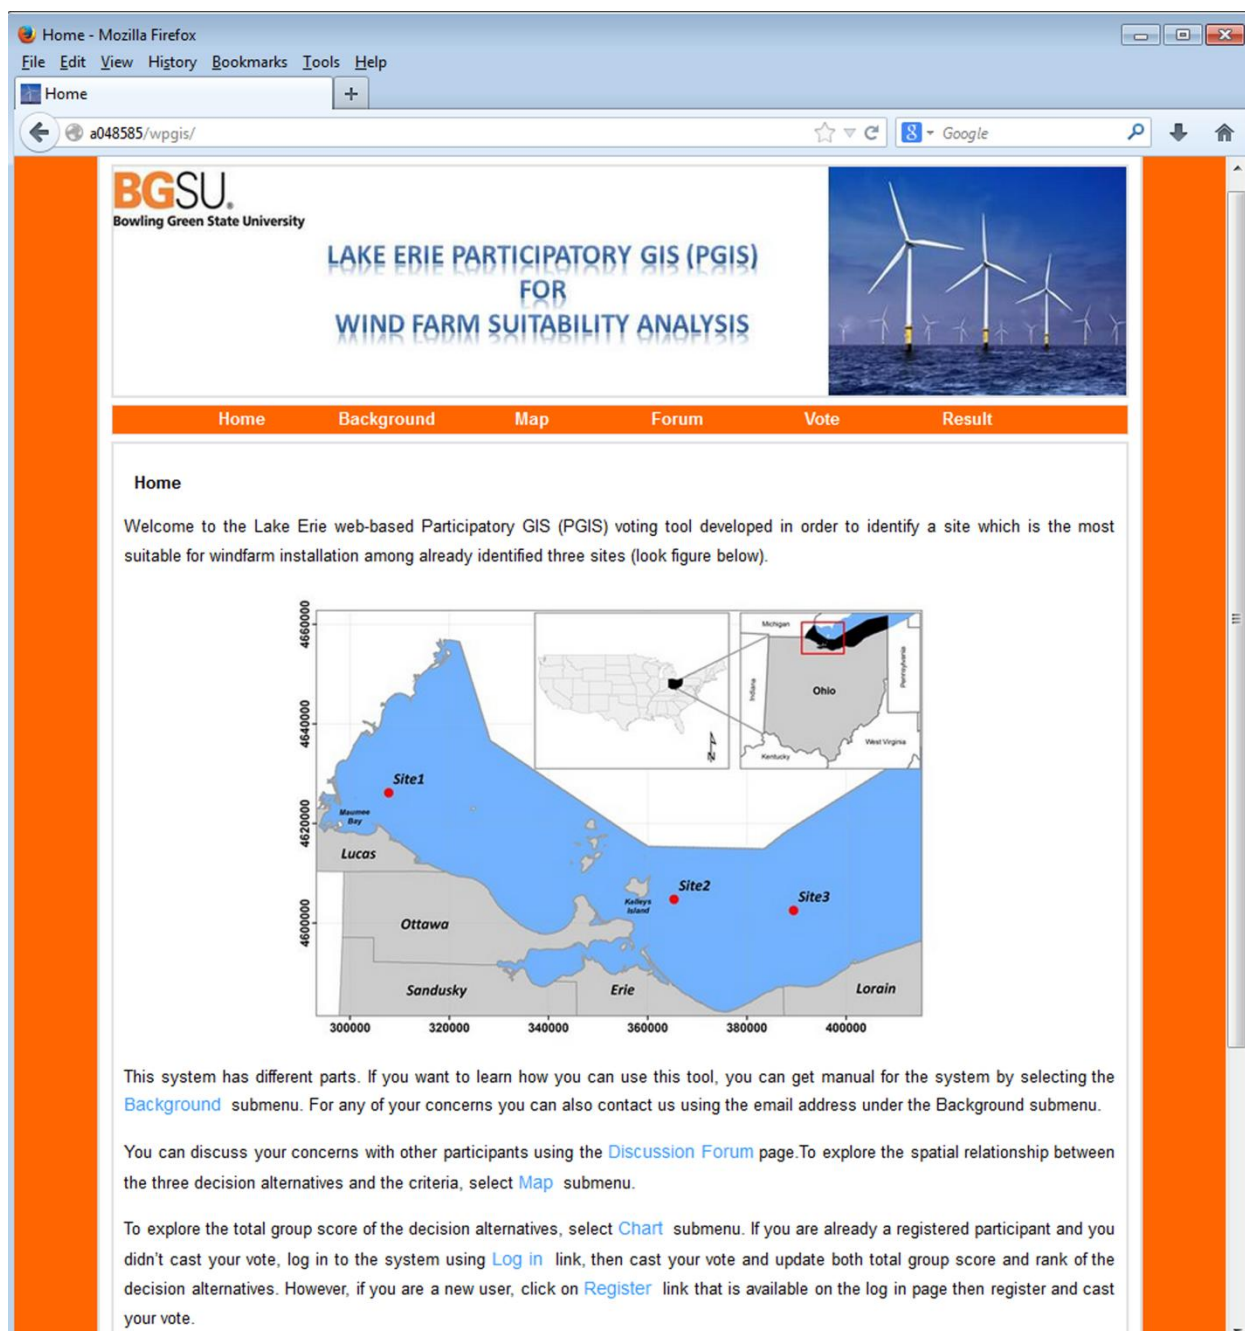 Home - Mozilla Firefox
File Edit View History Bookmarks Tools Help
Home
a048585/wpgis/
Google
BGSU.
Bowling Green State University
LAKE ERIE PARTICIPATORY GIS (PGIS)
FOR
WIND FARM SUITABILITY ANALYSIS
Home Background Map Forum Vote Result
Home
Welcome to the Lake Erie web-based Participatory GIS (PGIS) voting tool developed in order to identify a site which is the most
suitable for windfarm installation among already identified three sites (look figure below).
4660000
4640000
4620000
4600000
Michigan
Indiana
Ohio
Pennsylvania
West Virginia
Kentucky
N
Site1
Maumee
Bay
Lucas
Site2
Kelleys
Island
Site3
Ottawa
Sandusky
Erie
Lorain
300000 320000 340000 360000 380000 400000
This system has different parts. If you want to learn how you can use this tool, you can get manual for the system by selecting the
Background submenu. For any of your concerns you can also contact us using the email address under the Background submenu.
You can discuss your concerns with other participants using the Discussion Forum page.To explore the spatial relationship between
the three decision alternatives and the criteria, select Map submenu.
To explore the total group score of the decision alternatives, select Chart submenu. If you are already a registered participant and you
didn't cast your vote, log in to the system using Log in link, then cast your vote and update both total group score and rank of the
decision alternatives. However, if you are a new user, click on Register link that is available on the log in page then register and cast
your vote.